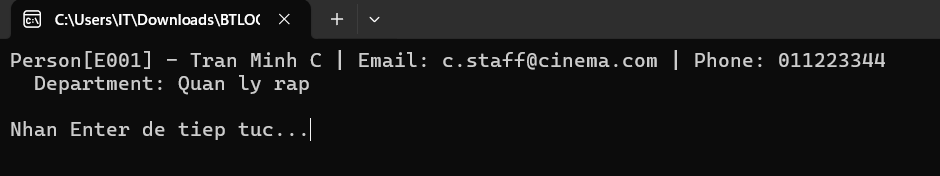 C:\Users\IT\Downloads\BTLO
Person[E001] - Tran Minh C | Email: c.staff@cinema.com | Phone: 011223344
Department: Quan ly rap
Nhan Enter de tiep tuc...